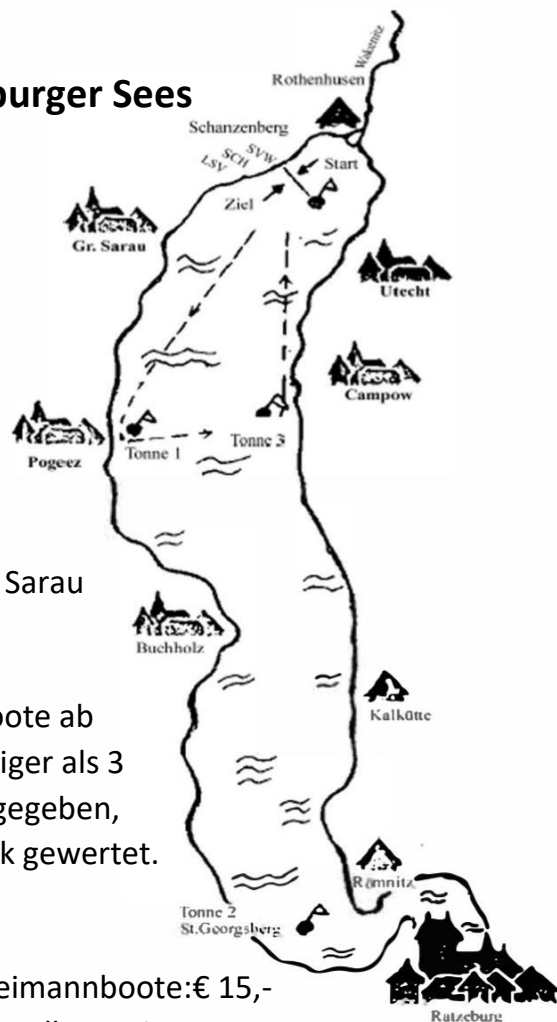 burger Sees
Wakenitz
Rothenhusen
Schanzenberg
LSV SCH SVW
Start
Ziel
Gr. Sarau
Utecht
Campow
Pogeez
Tonne 1
Tonne 3
Sarau
Buchholz
oote ab
iger als 3
gegeben,
k gewertet.
Kalkütte
Römnitz
Tonne 2
St.Georgsberg
eimannboote:€ 15,-
Ratzeburg